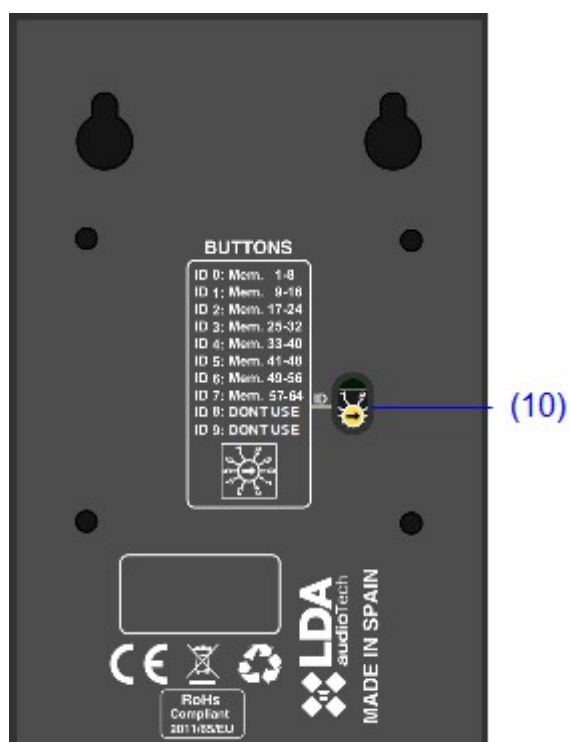 BUTTONS
ID 0: Mem. 1-8
ID 1: Mem. 9-16
ID 2: Mem. 17-24
ID 3: Mem. 25-32
ID 4: Mem. 33-40
ID 5: Mem. 41-48
ID 6: Mem. 49-56
ID 7: Mem. 57-64
ID 8: DONT USE
ID 9: DONT USE
ID
(10)
LDA
audioTech
MADE IN SPAIN
CE
RoHs
Compliant
2011/65/EU